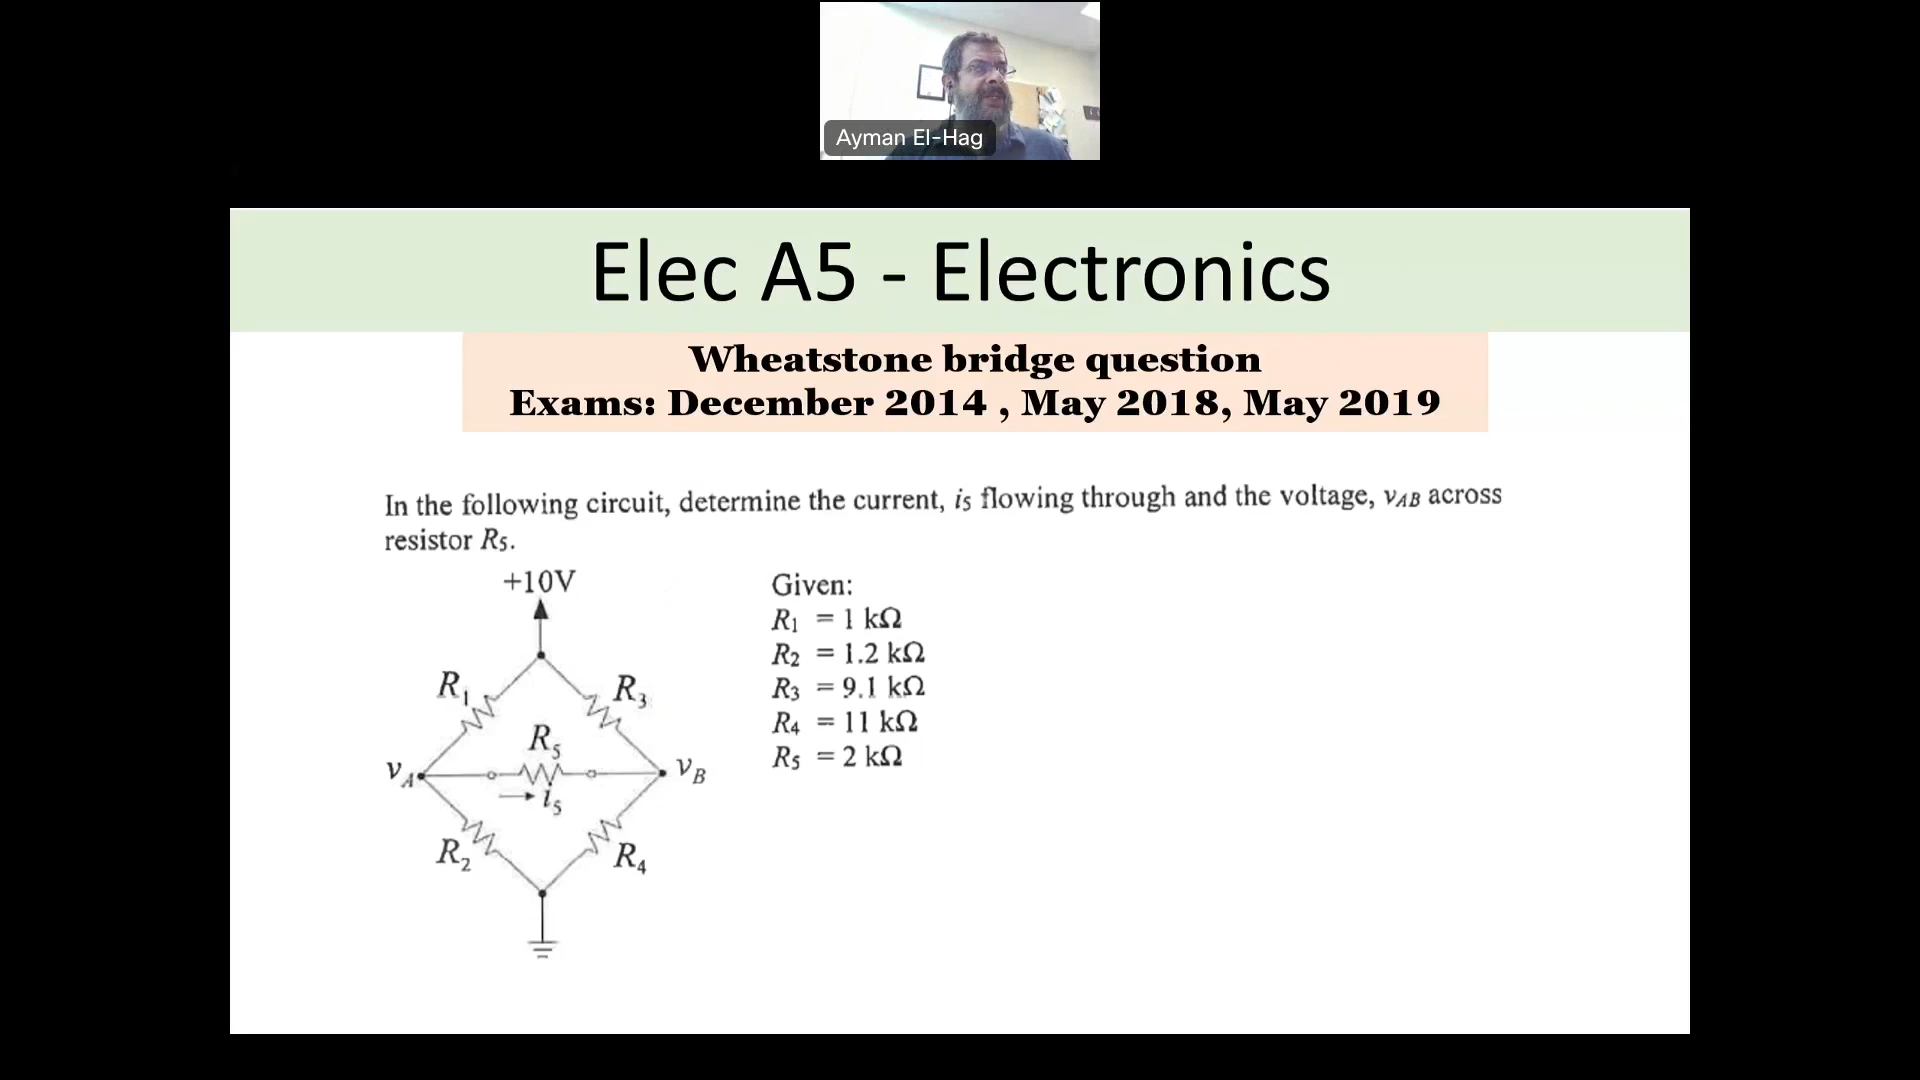 Ayman El-Hag
Elec A5 - Electronics
Wheatstone bridge question
Exams: December 2014 , May 2018, May 2019
In the following circuit, determine the current, i5 flowing through and the voltage, vAB across
resistor R5.
+10V
Given:
R1 = 1 kΩ
R2 = 1.2 kΩ
R3 = 9.1 kΩ
R4 = 11 kΩ
R5 = 2 kΩ
R1
R3
R5
vA
vB
i5
R2
R4